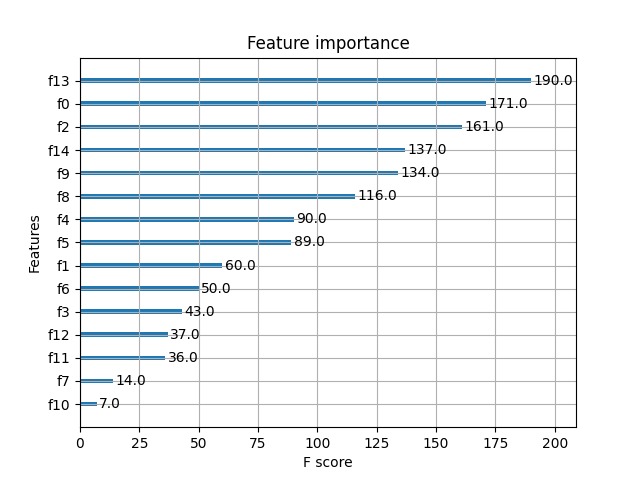 Feature importance
f13 190.0
f0 171.0
f2 161.0
f14 137.0
f9 134.0
f8 116.0
f4 90.0
f5 89.0
f1 60.0
f6 50.0
f3 43.0
f12 37.0
f11 36.0
f7 14.0
f10 7.0
Features
0 25 50 75 100 125 150 175 200
F score